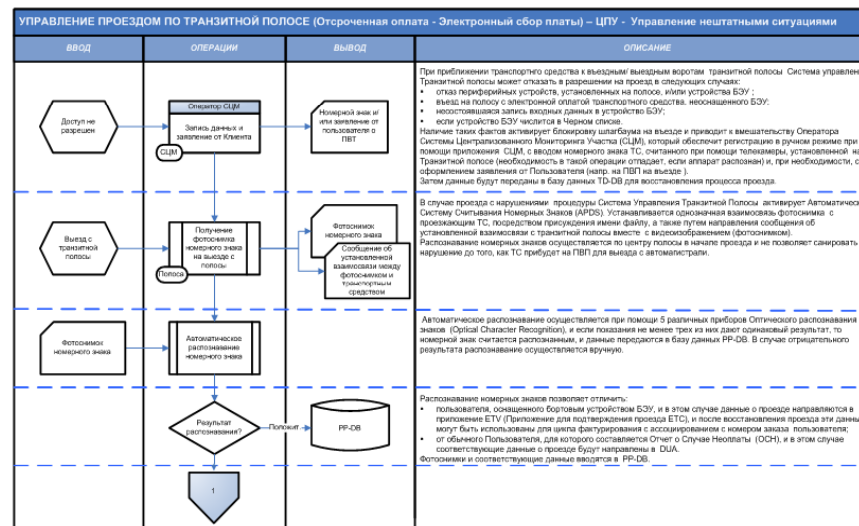 УПРАВЛЕНИЕ ПРОЕЗДОМ ПО ТРАНЗИТНОЙ ПОЛОСЕ (Отсроченная оплата - Электронный сбор платы) – ЦПУ - Управление нештатными ситуациями
ВВОД
ОПЕРАЦИИ
ВЫВОД
ОПИСАНИЕ
Доступ не
разрешен
Оператор СЦМ
Запись данных и
заявление от Клиента
СЦМ
Номерной знак и/
или заявление от
пользователя о
ПВТ
При приближении транспортнго средства к въездным/ выездным воротам транзитной полосы Система управлен
Транзитной полосы может отказать в разрешении на проезд в следующих случаях:
• отказ периферийных устройств, установленных на полосе, и/или устройства БЭУ ;
• въезд на полосу с электронной оплатой транспортного средства, неоснащенного БЭУ;
• несостоявшаяся запись входных данных в устройство БЭУ;
• если устройство БЭУ числится в Черном списке.
Наличие таких фактов активирует блокировку шлагбаума на въезде и приводит к вмешательству Оператора
Системы Централизованного Мониторинга Участка (СЦМ), который обеспечит регистрацию в ручном режиме при
помощи приложения СЦМ, с вводом номерного знака ТС, считанного при помощи телекамеры, установленной н
Транзитной полосе (необходимость в такой операции отпадает, если аппарат распознан) и, при необходимости, с
оформлением заявления от Пользователя (напр. на ПВП на въезде ).
Затем данные будут переданы в базу данных TD-DB для восстановления процесса проезда.
Выезд с
транзитной
полосы
Получение
фотоснимка
номерного знака
на выезде с
полосы
Полоса
Фотоснимок
номерного знака
Сообщение об
установленной
взаимосвязи между
фотоснимком и
транспортным
средством
В случае проезда с нарушениями процедуры Система Управления Транзитной Полосы активирует Автоматичес
Систему Считывания Номерных Знаков (APDS). Устанавливается однозначная взаимосвязь фотоснимка с
проезжающим ТС, посредством присуждения имени файлу, а также путем направления сообщения об
установленной взаимосвязи с транзитной полосы вместе с видеоизображением (фотоснимком).
Распознавание номерных знаков осуществляется по центру полосы в начале проезда и не позволяет санировать
нарушение до того, как ТС прибудет на ПВП для выезда с автомагистрали.
Фотоснимок
номерного знака
Автоматическое
распознавание
номерного знака
Автоматическое распознавание осуществляется при помощи 5 различных приборов Оптического распознавания
знаков (Optical Character Recognition), и если показания не менее трех из них дают одинаковый результат, то
номерной знак считается распознанным, и данные передаются в базу данных PP-DB. В случае отрицательного
результата распознавание осуществляется вручную.
Результат
распознавания?
Положит.
PP-DB
Распознавание номерных знаков позволяет отличить:
• пользователя, оснащенного бортовым устройством БЭУ, и в этом случае данные о проезде направляются в
приложение ETV (Приложение для подтверждения проезда ETC), и после восстановления проезда эти данны
могут быть использованы для цикла фактурирования с ассоциированием с номером заказа пользователя;
• от обычного Пользователя, для которого составляется Отчет о Случае Неоплаты (ОСН), и в этом случае
соответствующие данные о проезде будут направлены в DUA.
Фотоснимки и соответствующие данные вводятся в PP-DB.
1